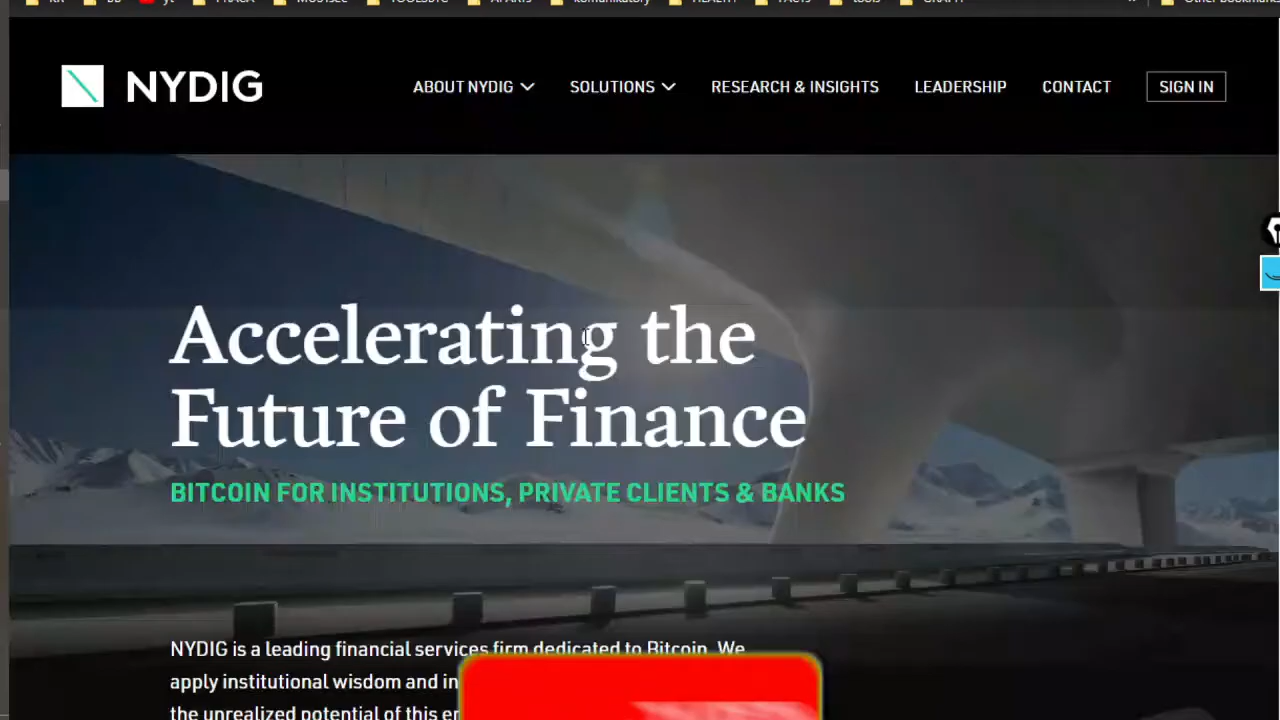 NYDIG
ABOUT NYDIG
SOLUTIONS
RESEARCH & INSIGHTS
LEADERSHIP
CONTACT
SIGN IN
Accelerating the
Future of Finance
BITCOIN FOR INSTITUTIONS, PRIVATE CLIENTS & BANKS
NYDIG is a leading financial services firm dedicated to Bitcoin. We
apply institutional wisdom and in
the unrealized potential of this